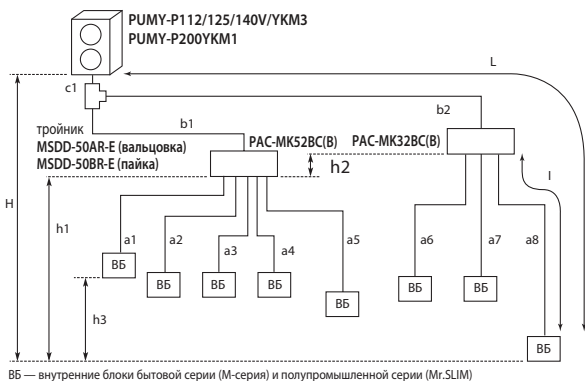 PUMY-P112/125/140V/YKM3
PUMY-P200YKM1
L
c1
b2
b1
тройник
MSDD-50AR-E (вальцовка)
MSDD-50BR-E (пайка)
PAC-MK52BC(B)
PAC-MK32BC(B)
h2
l
H
h1
a1
a2
a3
a4
a5
a6
a7
a8
ВБ
ВБ
ВБ
ВБ
ВБ
ВБ
ВБ
h3
ВБ
ВБ — внутренние блоки бытовой серии (М-серия) и полупромышленной серии (Mr.SLIM)